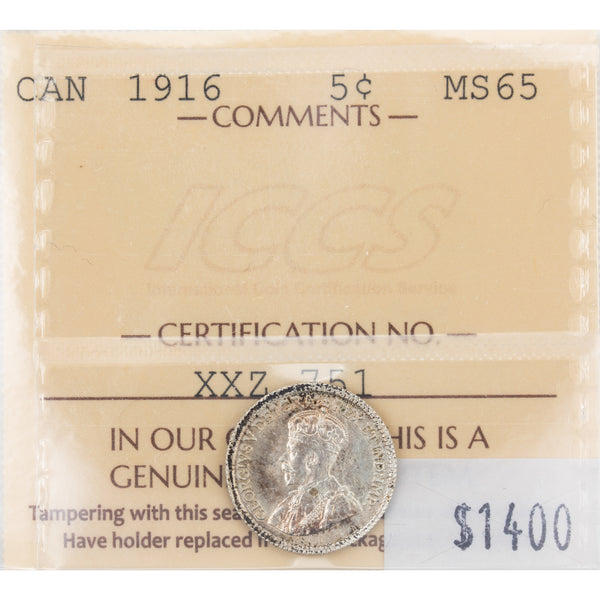 CAN 1916 5¢ MS65
— COMMENTS —
ICCS
International Coin Certification Service
— CERTIFICATION NO. —
XXZ 751
IN OUR THIS IS A
GENUIN
Tampering with this sea
Have holder replaced
$1400